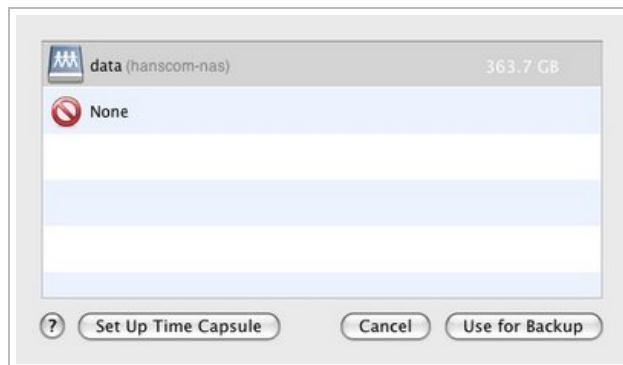 data (hanscom-nas) 363.7 GB
None
? Set Up Time Capsule Cancel Use for Backup